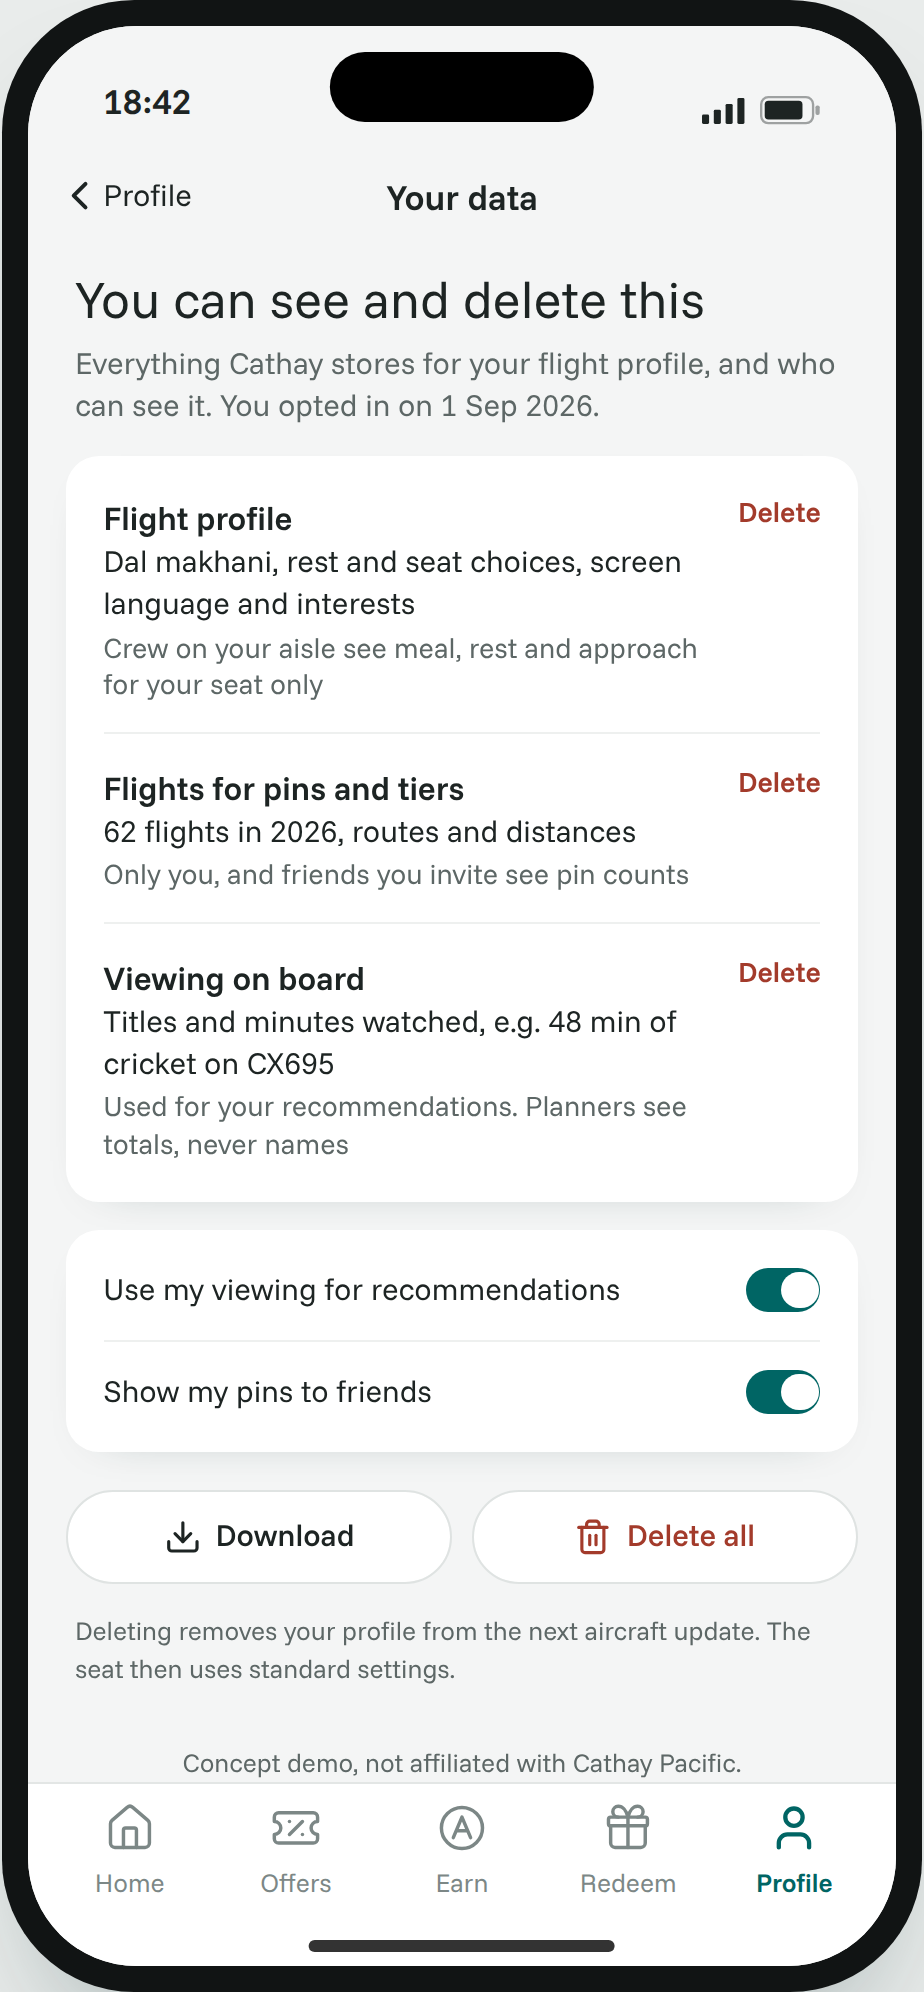 18:42
Profile
Your data
You can see and delete this
Everything Cathay stores for your flight profile, and who
can see it. You opted in on 1 Sep 2026.
Flight profile
Delete
Dal makhani, rest and seat choices, screen
language and interests
Crew on your aisle see meal, rest and approach
for your seat only
Flights for pins and tiers
Delete
62 flights in 2026, routes and distances
Only you, and friends you invite see pin counts
Viewing on board
Delete
Titles and minutes watched, e.g. 48 min of
cricket on CX695
Used for your recommendations. Planners see
totals, never names
Use my viewing for recommendations
Show my pins to friends
Download
Delete all
Deleting removes your profile from the next aircraft update. The
seat then uses standard settings.
Concept demo, not affiliated with Cathay Pacific.
Home
Offers
Earn
Redeem
Profile